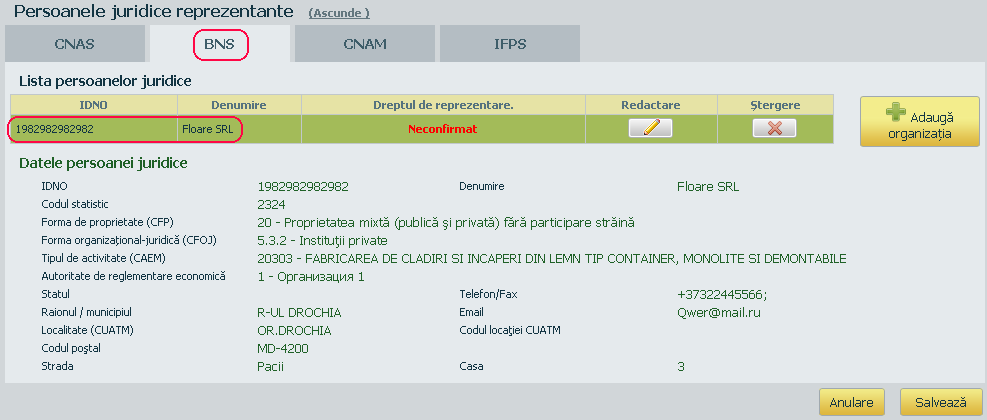 Persoanele juridice reprezentante (Ascunde )
CNAS BNS CNAM IFPS
Lista persoanelor juridice
IDNO Denumire Dreptul de reprezentare. Redactare Ştergere
1982982982982 Floare SRL Neconfirmat
Adaugă organizaţia
Datele persoanei juridice
IDNO 1982982982982 Denumire Floare SRL
Codul statistic 2324
Forma de proprietate (CFP) 20 - Proprietatea mixtă (publică şi privată) fără participare străină
Forma organizaţional-juridică (CFOJ) 5.3.2 - Instituţii private
Tipul de activitate (CAEM) 20303 - FABRICAREA DE CLADIRI SI INCAPERI DIN LEMN TIP CONTAINER, MONOLITE SI DEMONTABILE
Autoritate de reglementare economică 1 - Организация 1
Statul Telefon/Fax +37322445566;
Raionul / municipiul R-UL DROCHIA Email Qwer@mail.ru
Localitate (CUATM) OR.DROCHIA Codul locaţiei CUATM
Codul poştal MD-4200
Strada Pacii Casa 3
Anulare Salvează